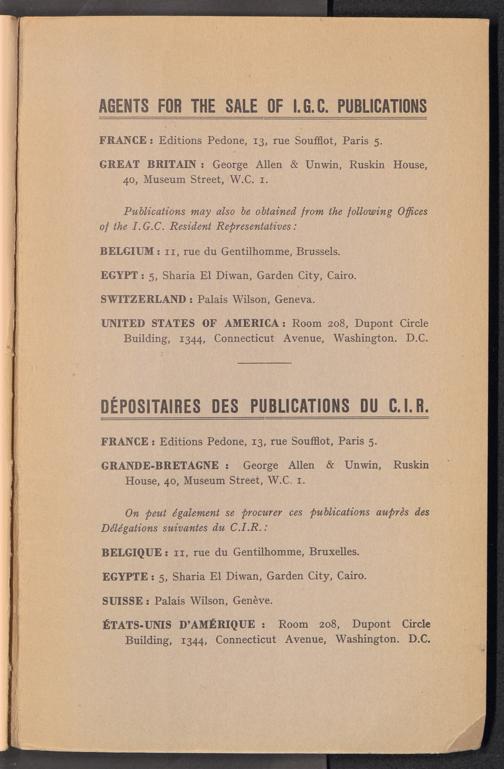 AGENTS FOR THE SALE OF I.G.C. PUBLICATIONS
FRANCE : Editions Pedone, 13, rue Soufflot, Paris 5.
GREAT BRITAIN : George Allen & Unwin, Ruskin House,
40, Museum Street, W.C. 1.
Publications may also be obtained from the following Offices
of the I.G.C. Resident Representatives :
BELGIUM : 11, rue du Gentilhomme, Brussels.
EGYPT : 5, Sharia El Diwan, Garden City, Cairo.
SWITZERLAND : Palais Wilson, Geneva.
UNITED STATES OF AMERICA : Room 208, Dupont Circle
Building, 1344, Connecticut Avenue, Washington. D.C.
DÉPOSITAIRES DES PUBLICATIONS DU C.I.R.
FRANCE : Editions Pedone, 13, rue Soufflot, Paris 5.
GRANDE-BRETAGNE : George Allen & Unwin, Ruskin
House, 40, Museum Street, W.C. 1.
On peut également se procurer ces publications auprès des
Délégations suivantes du C.I.R. :
BELGIQUE : 11, rue du Gentilhomme, Bruxelles.
EGYPTE : 5, Sharia El Diwan, Garden City, Cairo.
SUISSE : Palais Wilson, Genève.
ÉTATS-UNIS D'AMÉRIQUE : Room 208, Dupont Circle
Building, 1344, Connecticut Avenue, Washington. D.C.